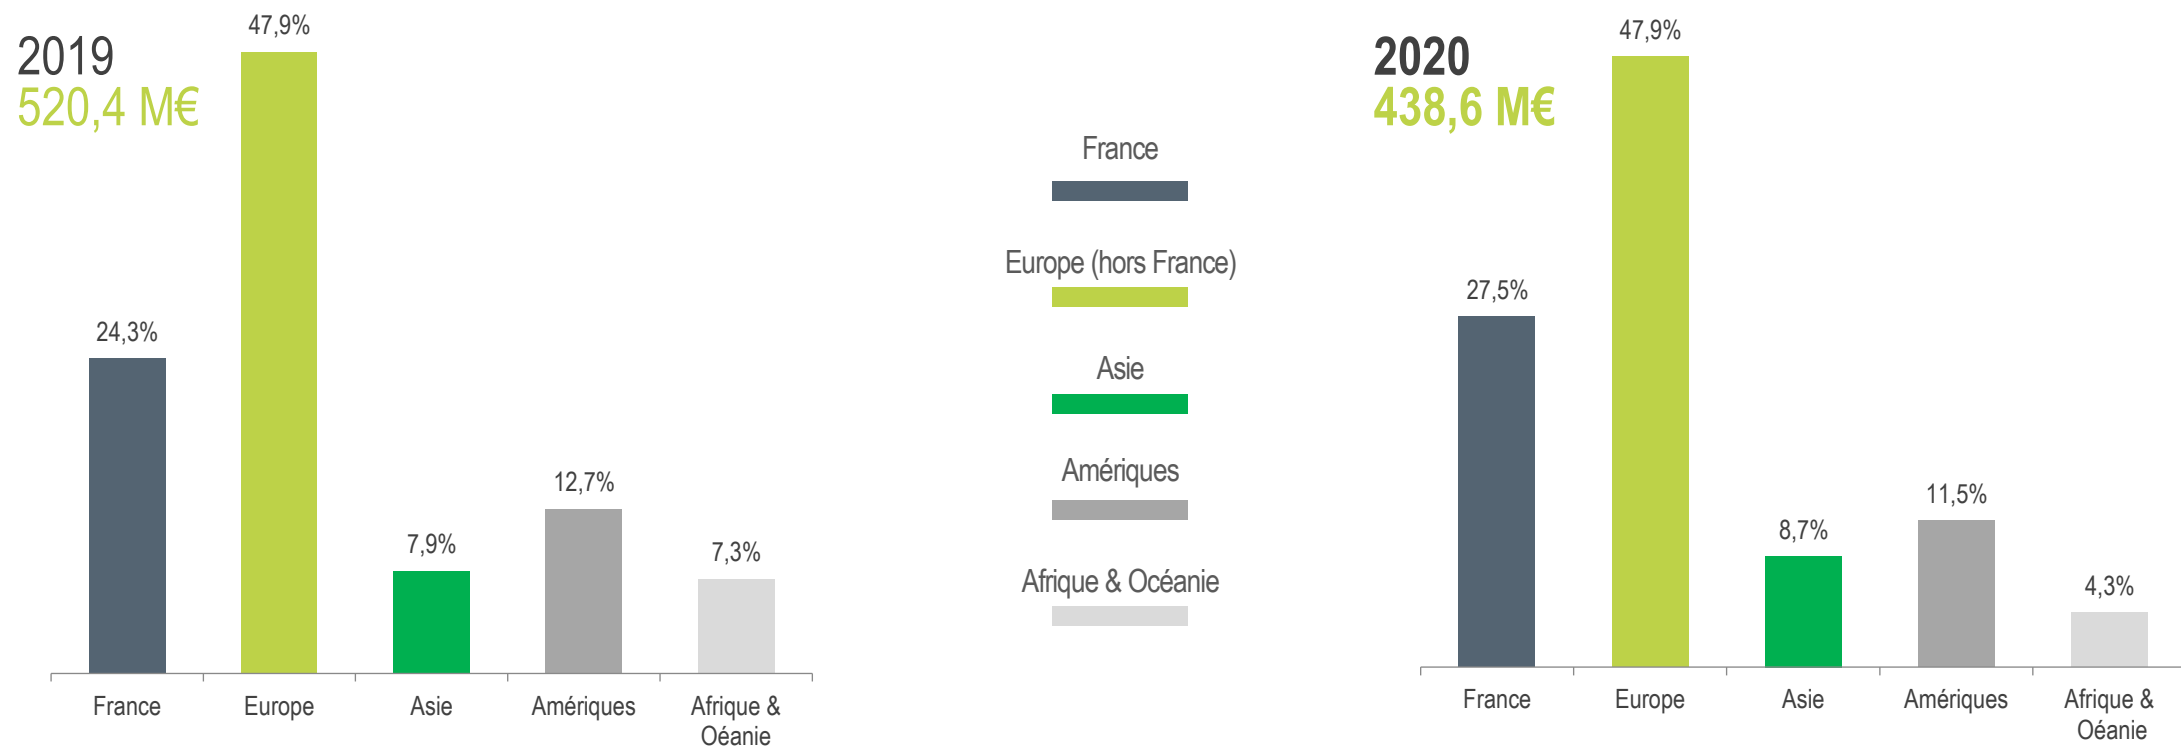 2019
520,4 M€
47,9%
24,3%
7,9%
12,7%
7,3%
France
Europe
Asie
Amériques
Afrique &
Oéanie
France
Europe (hors France)
Asie
Amériques
Afrique & Océanie
2020
438,6 M€
47,9%
27,5%
8,7%
11,5%
4,3%
France
Europe
Asie
Amériques
Afrique &
Oéanie